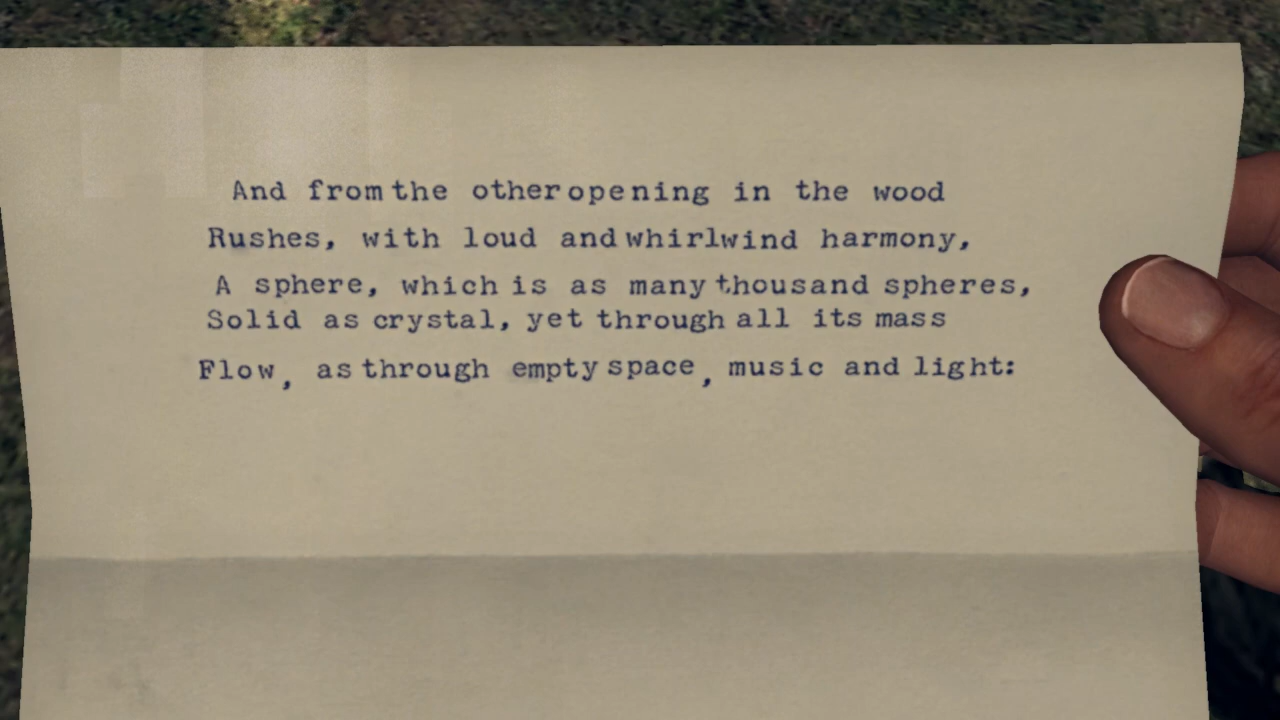 And from the other opening in the wood
Rushes, with loud and whirlwind harmony,
A sphere, which is as many thousand spheres,
Solid as crystal, yet through all its mass
Flow, as through empty space, music and light: